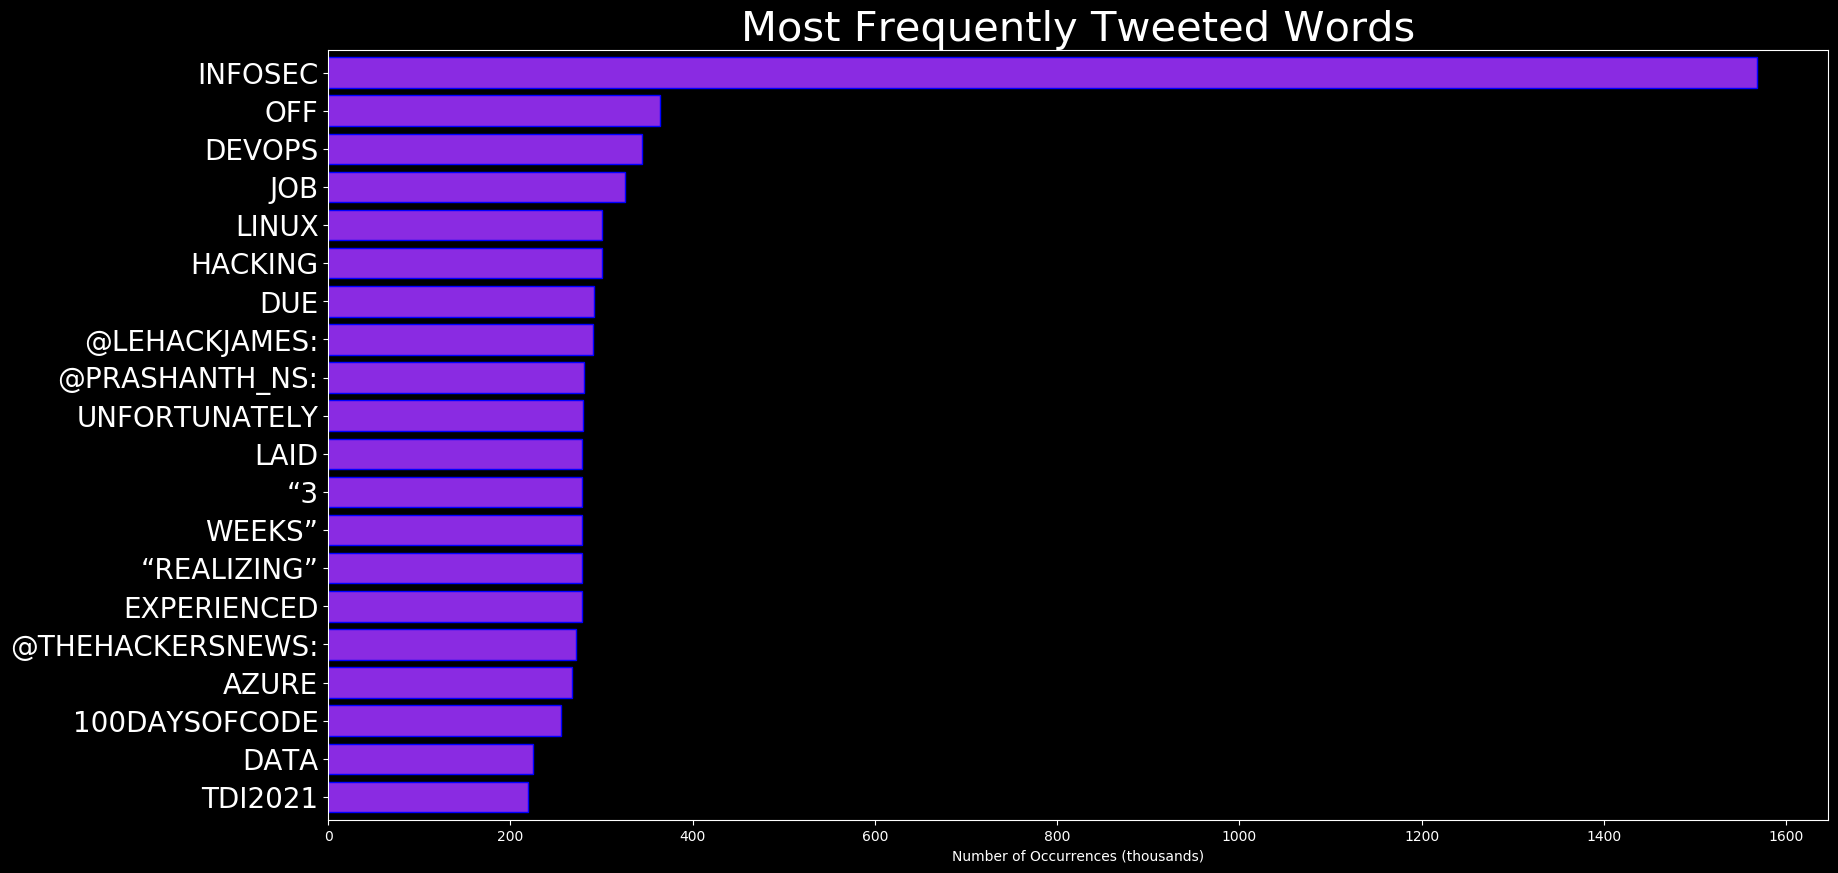 Most Frequently Tweeted Words
INFOSEC
OFF
DEVOPS
JOB
LINUX
HACKING
DUE
@LEHACKJAMES:
@PRASHANTH_NS:
UNFORTUNATELY
LAID
“3
WEEKS”
“REALIZING”
EXPERIENCED
@THEHACKERSNEWS:
AZURE
100DAYSOFCODE
DATA
TDI2021
0 200 400 600 800 1000 1200 1400 1600
Number of Occurrences (thousands)